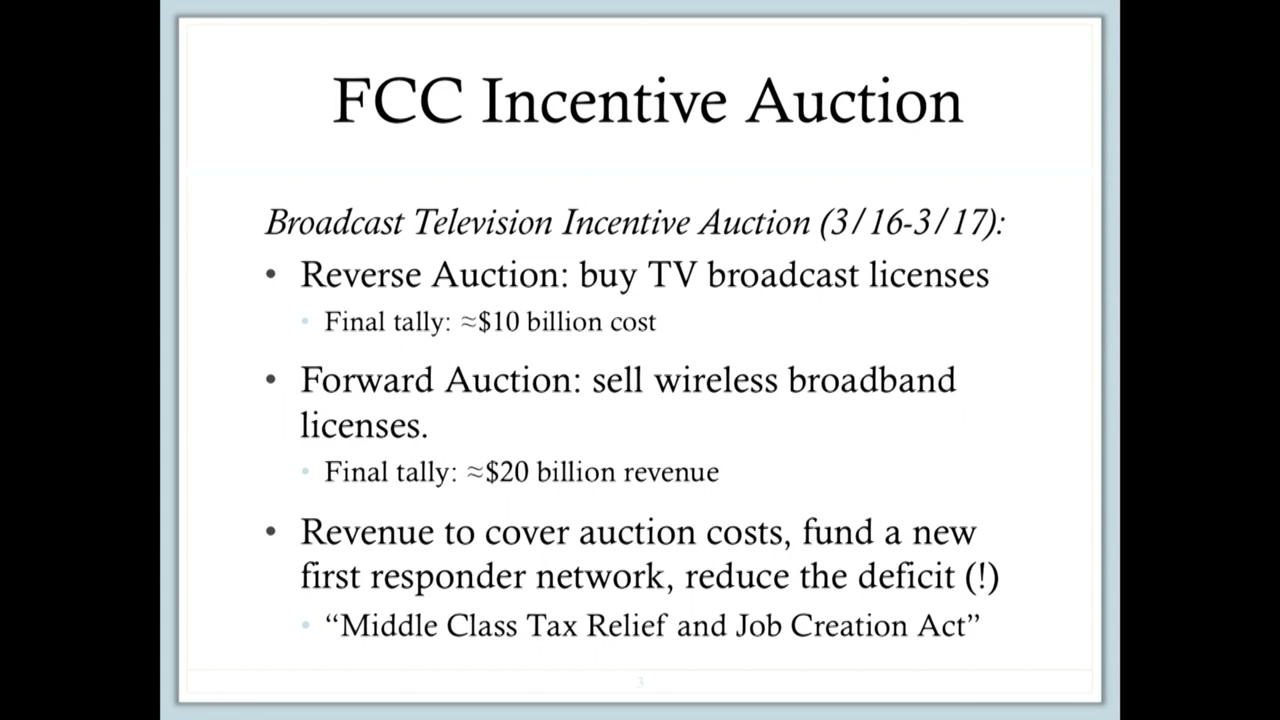 FCC Incentive Auction
Broadcast Television Incentive Auction (3/16-3/17):
• Reverse Auction: buy TV broadcast licenses
• Final tally: ≈$10 billion cost
• Forward Auction: sell wireless broadband
licenses.
• Final tally: ≈$20 billion revenue
• Revenue to cover auction costs, fund a new
first responder network, reduce the deficit (!)
• “Middle Class Tax Relief and Job Creation Act”
3